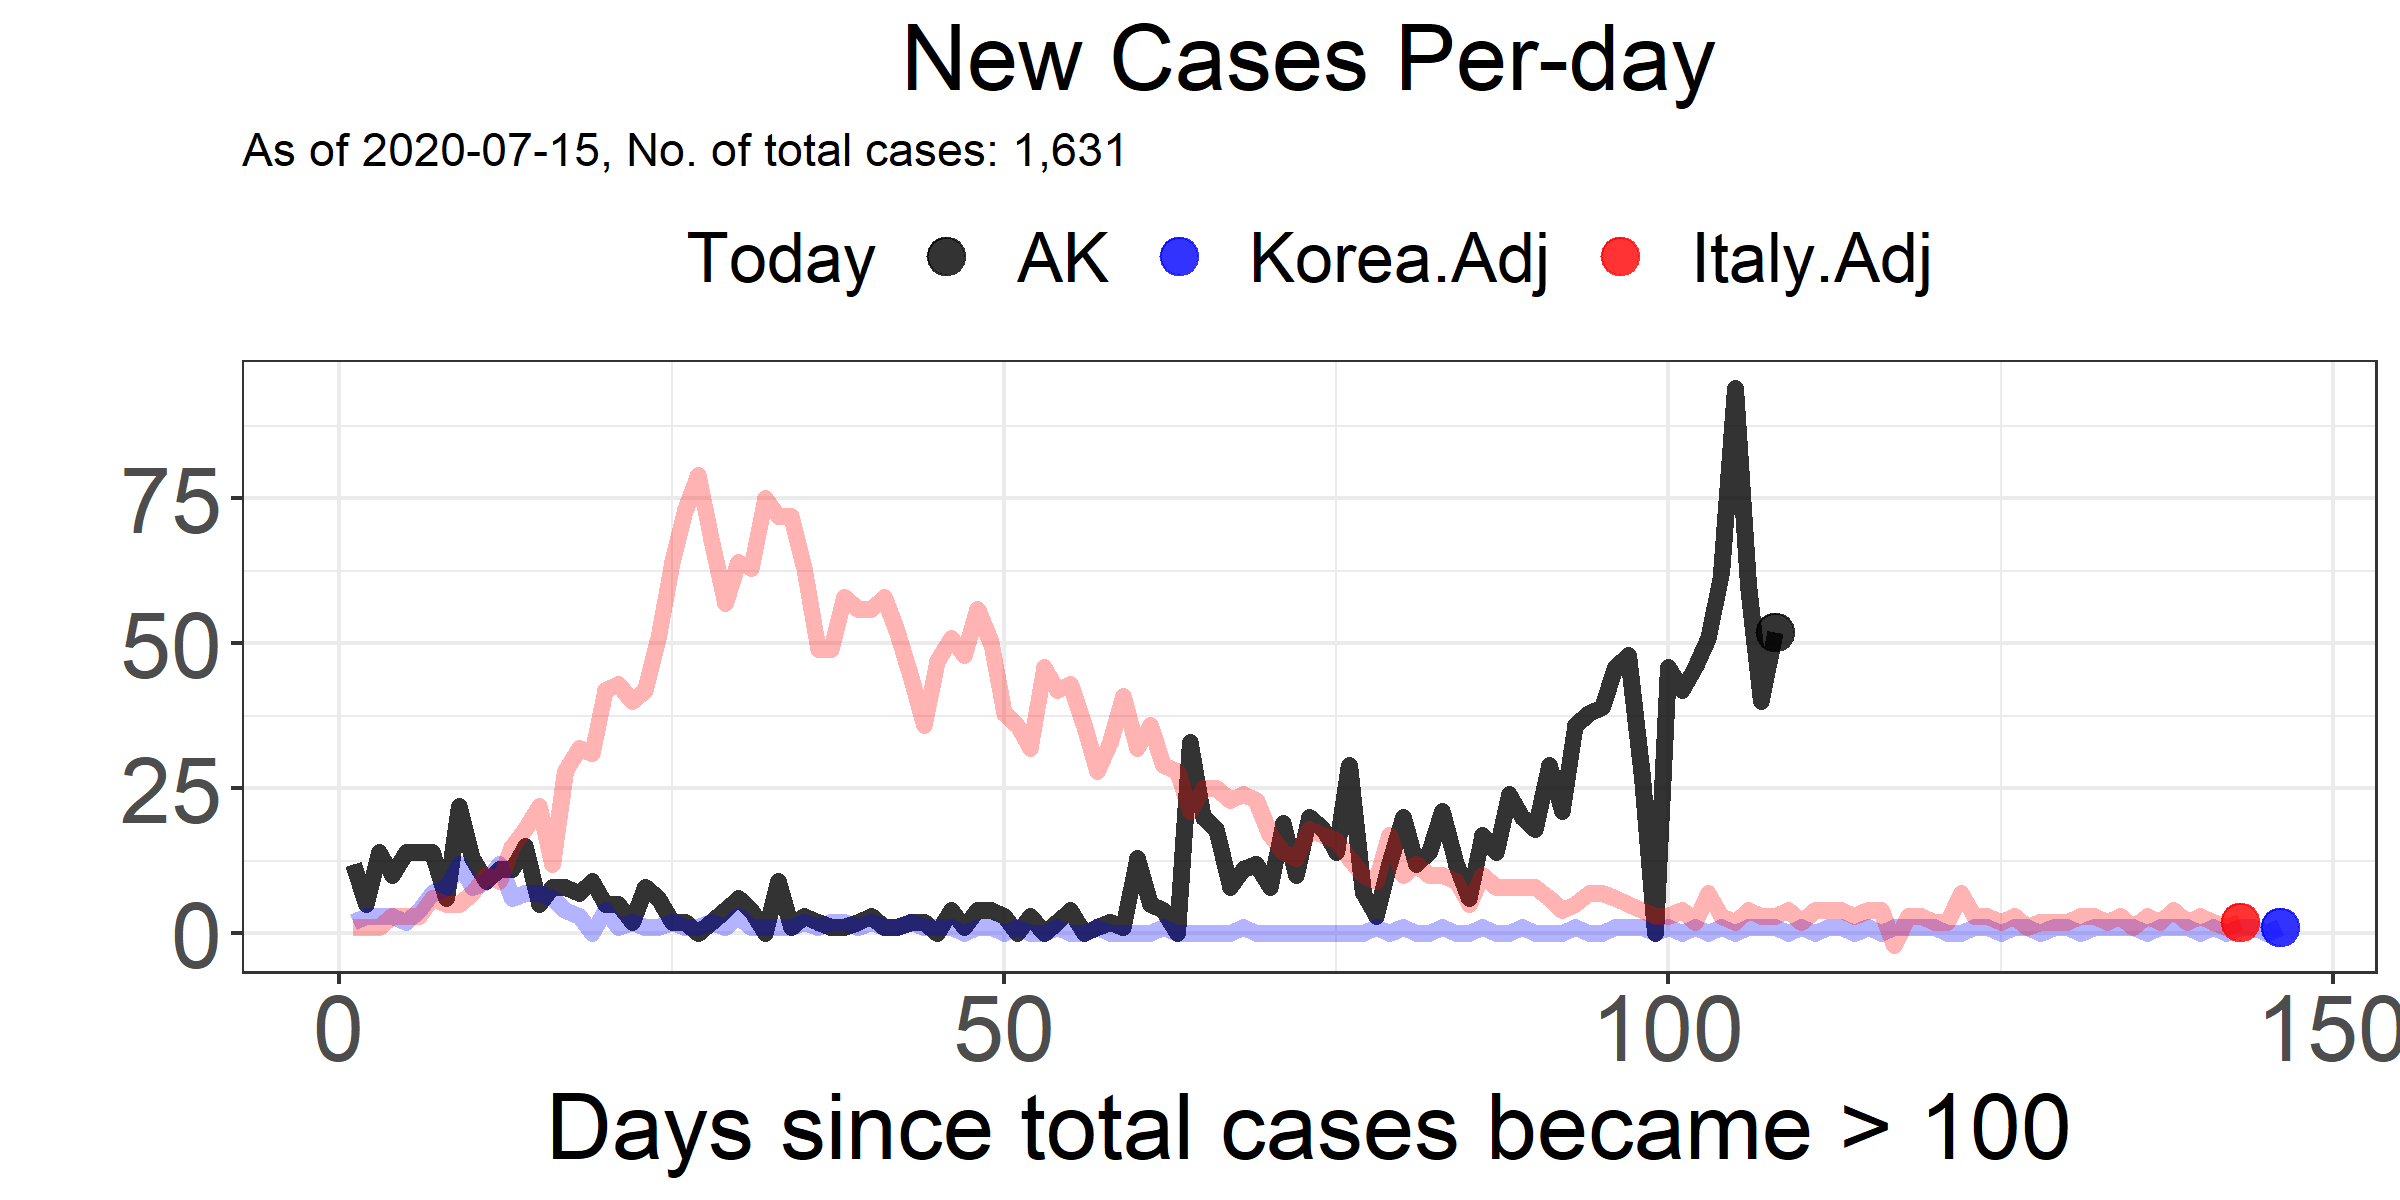 New Cases Per-day
As of 2020-07-15, No. of total cases: 1,631
Today AK Korea.Adj Italy.Adj
75
50
25
0
0 50 100 150
Days since total cases became > 100